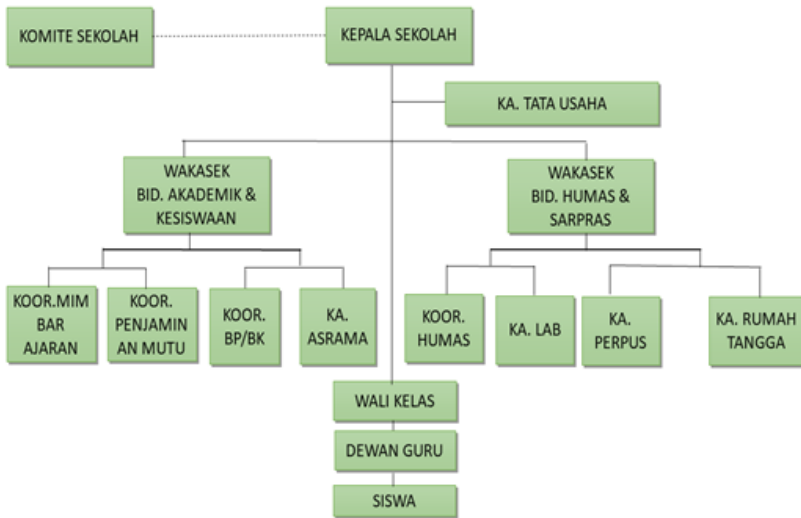 KOMITE SEKOLAH
KEPALA SEKOLAH
KA. TATA USAHA
WAKASEK
BID. AKADEMIK &
KESISWAAN
WAKASEK
BID. HUMAS &
SARPRAS
KOOR.MIM
BAR
AJARAN
KOOR.
PENJAMIN
AN MUTU
KOOR.
BP/BK
KA.
ASRAMA
KOOR.
HUMAS
KA. LAB
KA.
PERPUS
KA. RUMAH
TANGGA
WALI KELAS
DEWAN GURU
SISWA